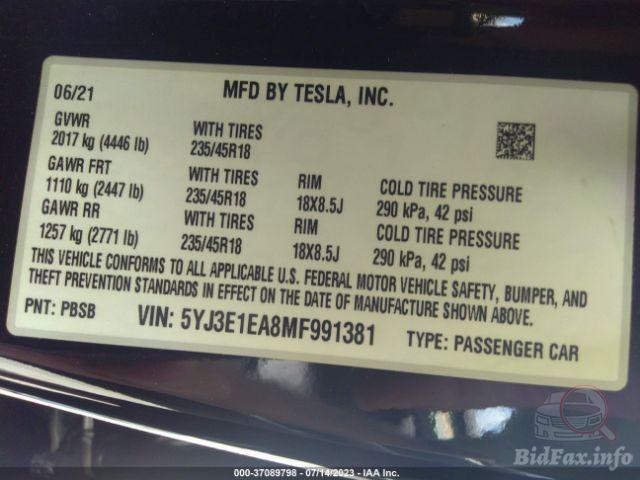 06/21 MFD BY TESLA, INC.
GVWR WITH TIRES
2017 kg (4446 lb) 235/45R18
GAWR FRT WITH TIRES RIM COLD TIRE PRESSURE
1110 kg (2447 lb) 235/45R18 18X8.5J 290 kPa, 42 psi
GAWR RR WITH TIRES RIM COLD TIRE PRESSURE
1257 kg (2771 lb) 235/45R18 18X8.5J 290 kPa, 42 psi
THIS VEHICLE CONFORMS TO ALL APPLICABLE U.S. FEDERAL MOTOR VEHICLE SAFETY, BUMPER, AND
THEFT PREVENTION STANDARDS IN EFFECT ON THE DATE OF MANUFACTURE SHOWN ABOVE.
PNT: PBSB VIN: 5YJ3E1EA8MF991381 TYPE: PASSENGER CAR
BidFax.info
000-37089798 - 07/14/2023 - IAA Inc.